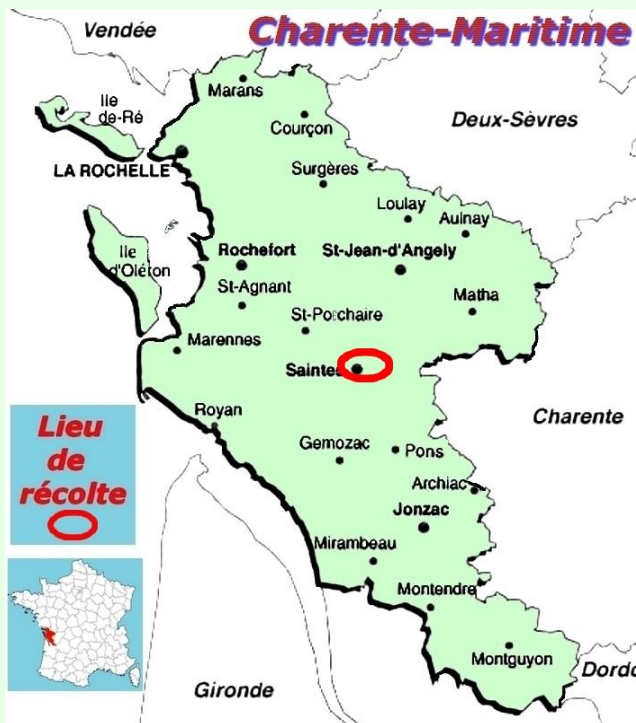 Charente-Maritime
Vendée
Marans
Ile
de-Ré
Courçon
Deux-Sèvres
LA ROCHELLE
Surgères
Loulay
Aulnay
Ile
d'Oléron
Rochefort
St-Jean-d'Angely
St-Agnant
Matha
St-Porchaire
Marennes
Saintes
Royan
Charente
Lieu
de
récolte
Gemozac
Pons
Archiac
Jonzac
Mirambeau
Montendre
Montguyon
Dordo
Gironde